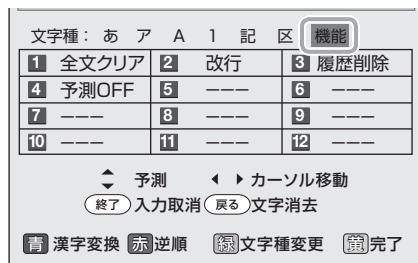 文字種： あ ア A 1 記 区 機能
1 全文クリア 2 改行 3 履歴削除
4 予測OFF 5 −−− 6 −−−
7 −−− 8 −−− 9 −−−
10 −−− 11 −−− 12 −−−
予測 カーソル移動
終了 入力取消 戻る 文字消去
青 漢字変換 赤 逆順 緑 文字種変更 黄 完了